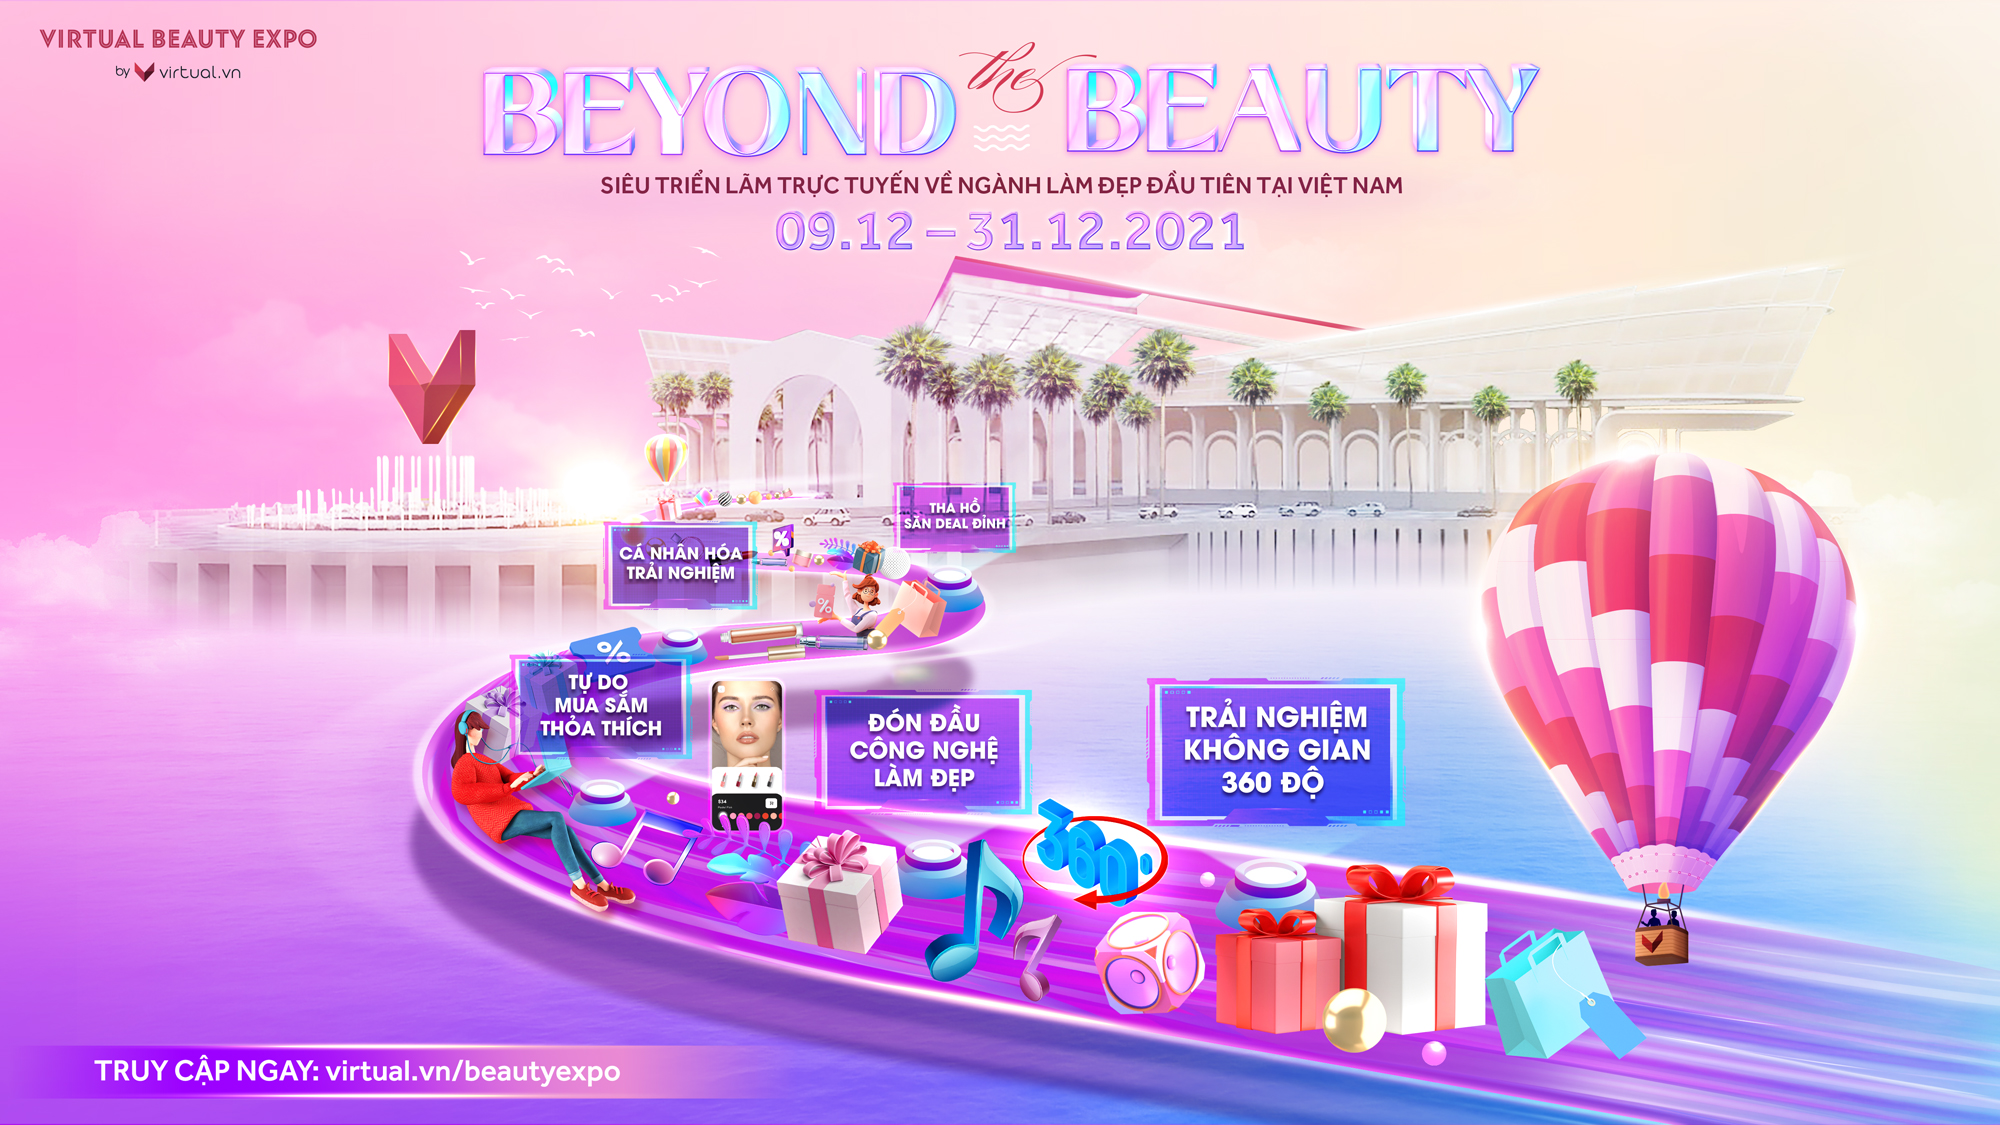 VIRTUAL BEAUTY EXPO
by virtual.vn
BEYOND the BEAUTY
SIÊU TRIỂN LÃM TRỰC TUYẾN VỀ NGÀNH LÀM ĐẸP ĐẦU TIÊN TẠI VIỆT NAM
09.12 – 31.12.2021
THẢ HỒ
SĂN DEAL ĐỈNH
CÁ NHÂN HÓA
TRẢI NGHIỆM
%
%
%
TỰ DO
MUA SẮM
THỎA THÍCH
534
ĐÓN ĐẦU
CÔNG NGHỆ
LÀM ĐẸP
TRẢI NGHIỆM
KHÔNG GIAN
360 ĐỘ
360°
TRUY CẬP NGAY: virtual.vn/beautyexpo